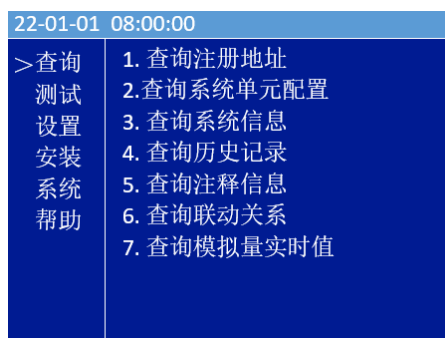 22-01-01 08:00:00
>查询
测试
设置
安装
系统
帮助
1. 查询注册地址
2.查询系统单元配置
3. 查询系统信息
4. 查询历史记录
5. 查询注释信息
6. 查询联动关系
7. 查询模拟量实时值